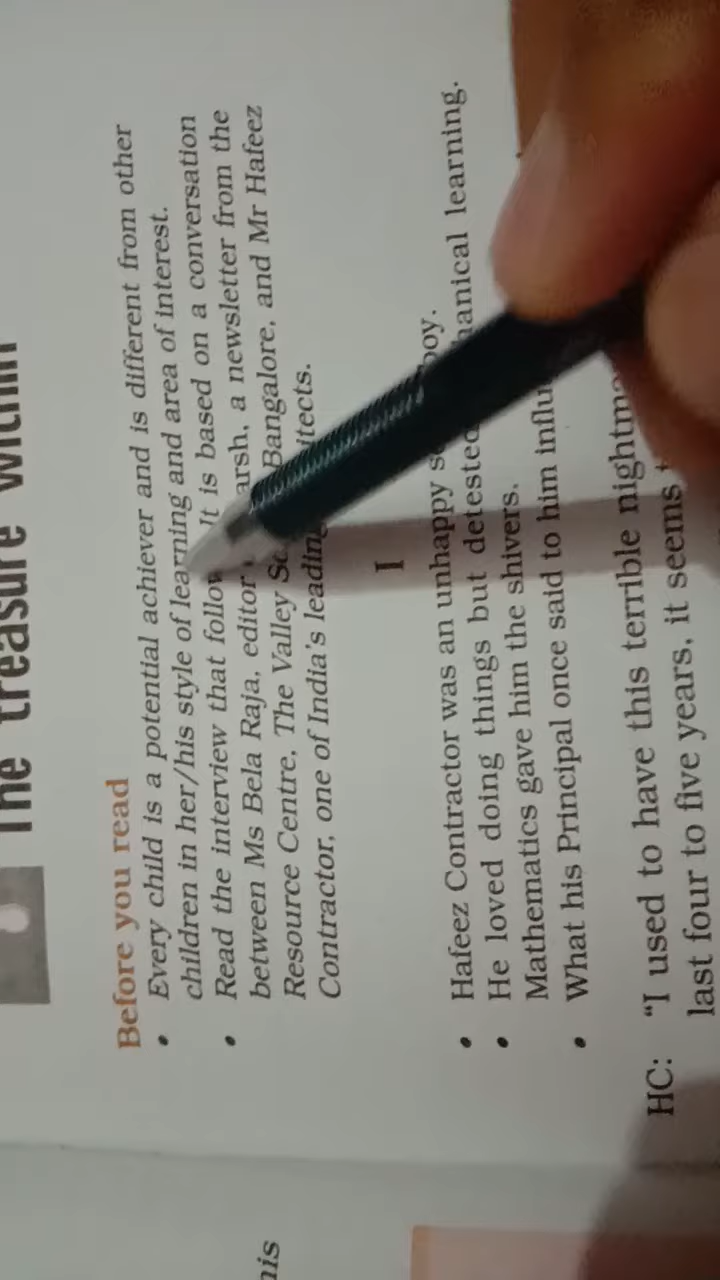 The treasure within
Before you read
• Every child is a potential achiever and is different from other
children in her/his style of learning and area of interest.
• Read the interview that follow It is based on a conversation
between Ms Bela Raja, editor arsh, a newsletter from the
Resource Centre, The Valley Bangalore, and Mr Hafeez
Contractor, one of India's leading itects.
I
• Hafeez Contractor was an unhappy s oy.
• He loved doing things but detested hanical learning.
Mathematics gave him the shivers.
• What his Principal once said to him influ
HC: "I used to have this terrible nightma
last four to five years, it seems
his